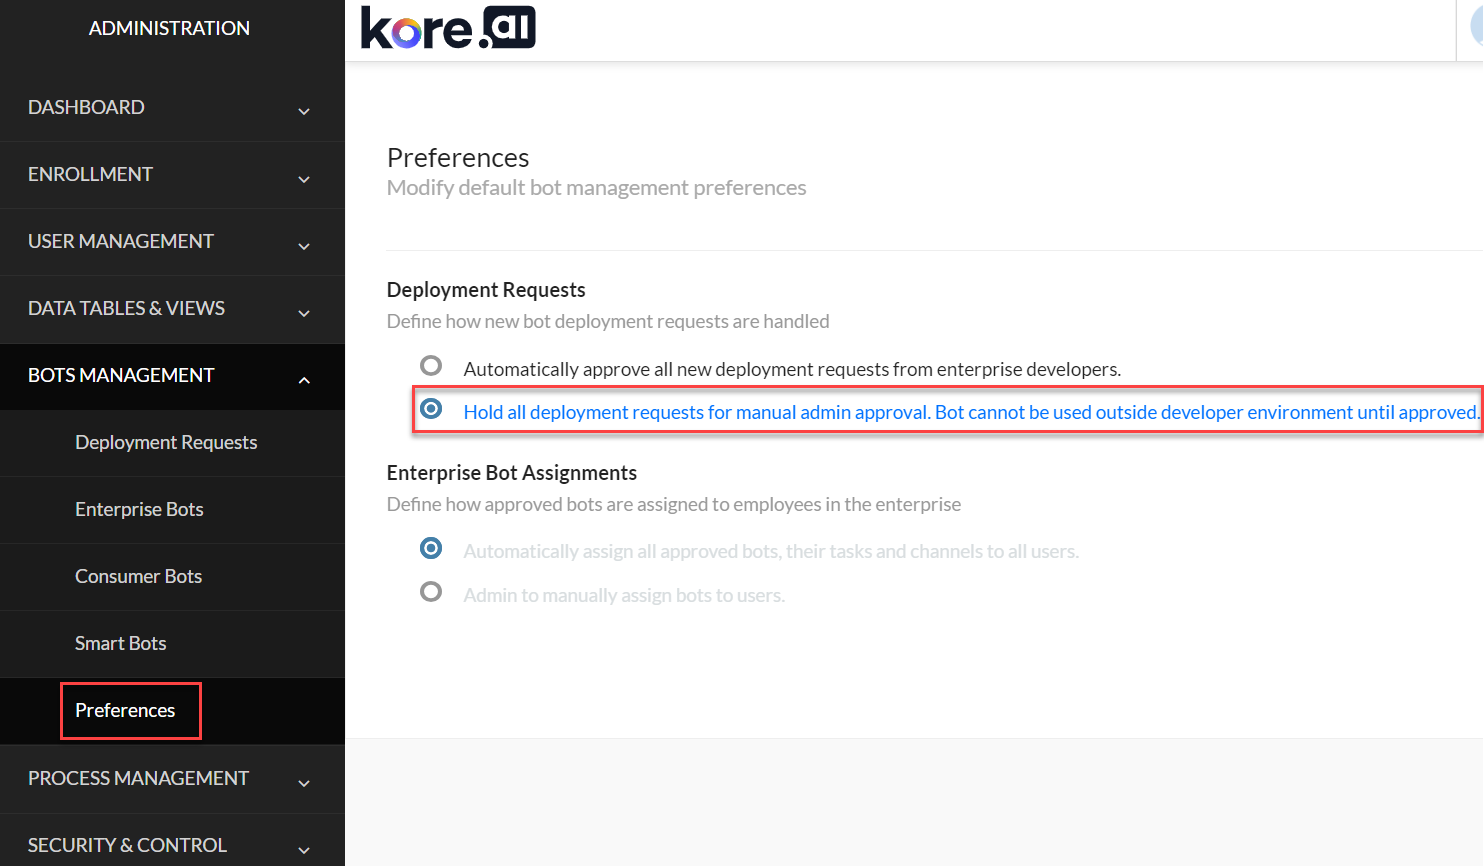 ADMINISTRATION
DASHBOARD
ENROLLMENT
USER MANAGEMENT
DATA TABLES & VIEWS
BOTS MANAGEMENT
Deployment Requests
Enterprise Bots
Consumer Bots
Smart Bots
Preferences
PROCESS MANAGEMENT
SECURITY & CONTROL
kore.ai
Preferences
Modify default bot management preferences
Deployment Requests
Define how new bot deployment requests are handled
Automatically approve all new deployment requests from enterprise developers.
Hold all deployment requests for manual admin approval. Bot cannot be used outside developer environment until approved.
Enterprise Bot Assignments
Define how approved bots are assigned to employees in the enterprise
Automatically assign all approved bots, their tasks and channels to all users.
Admin to manually assign bots to users.